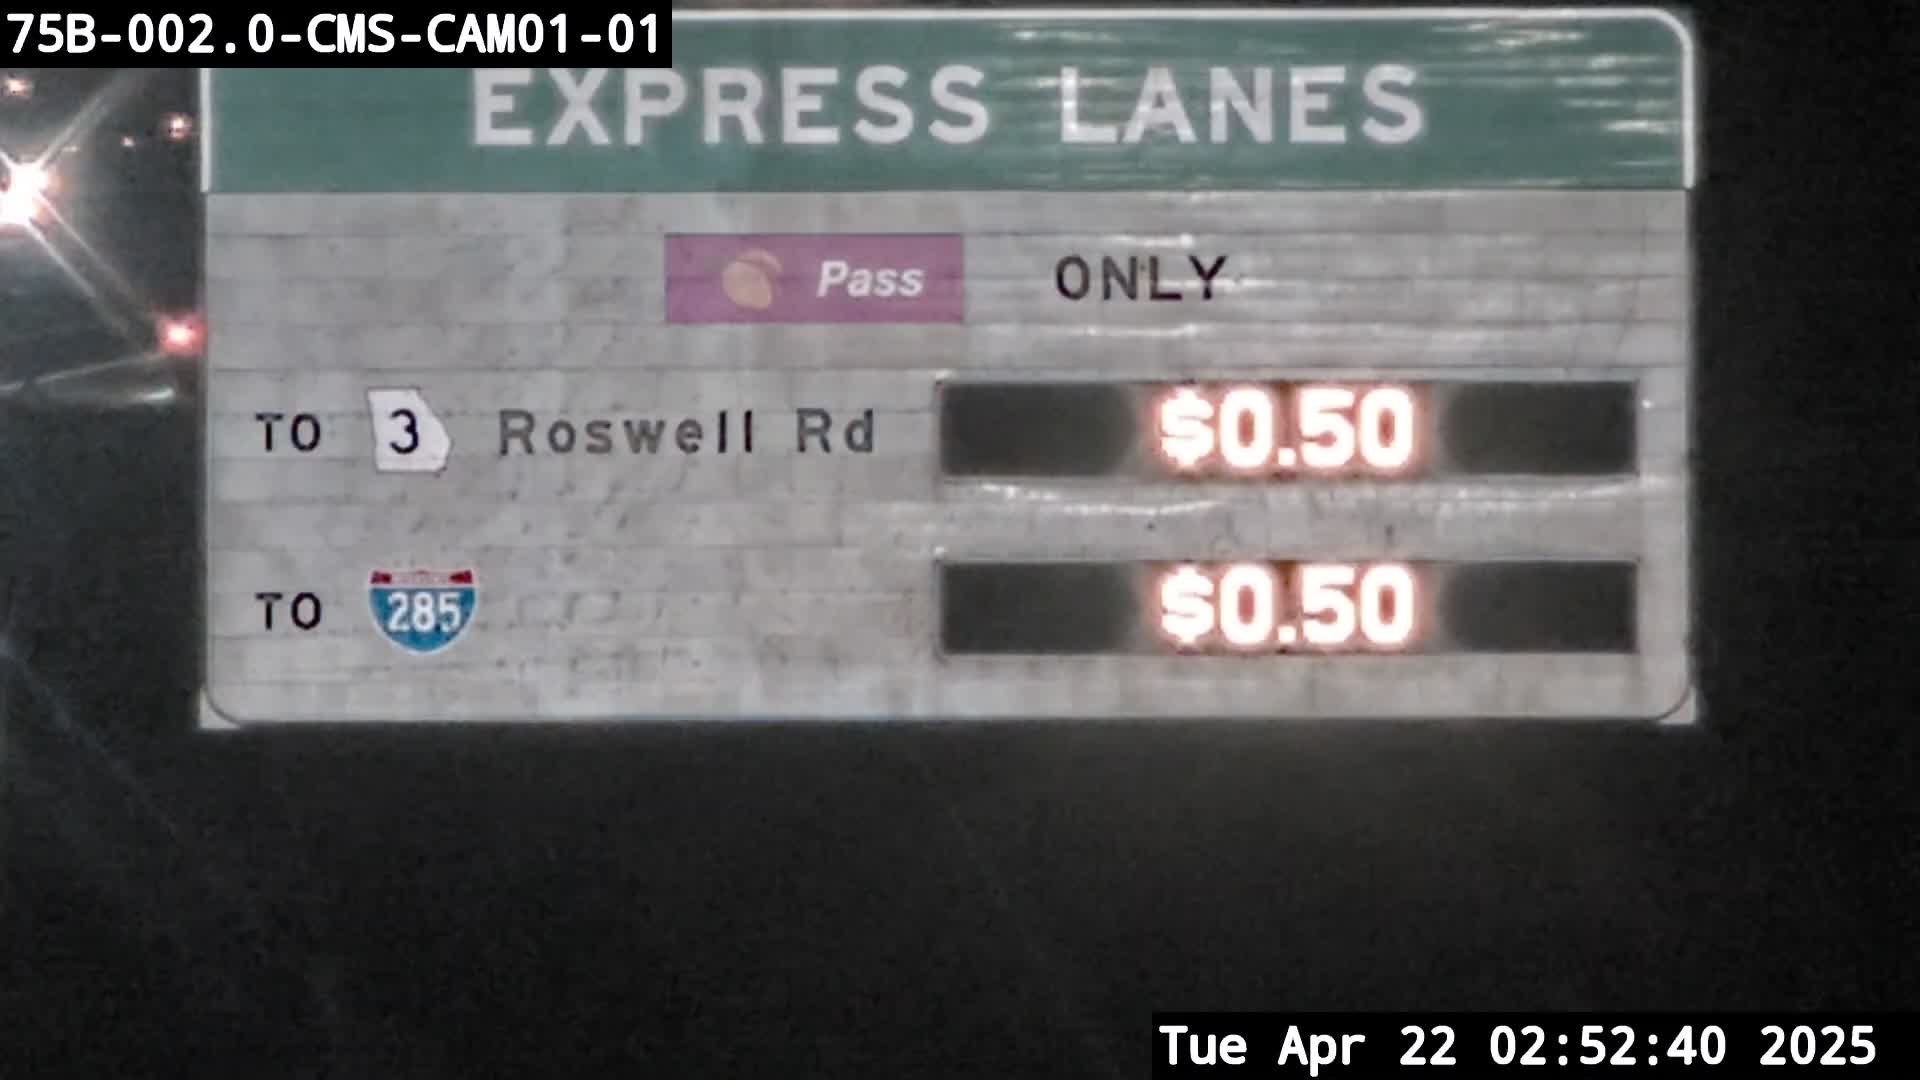 75B-002.0-CMS-CAM01-01
EXPRESS LANES
Pass ONLY
TO 3 Roswell Rd $0.50
TO 285 $0.50
Tue Apr 22 02:52:40 2025